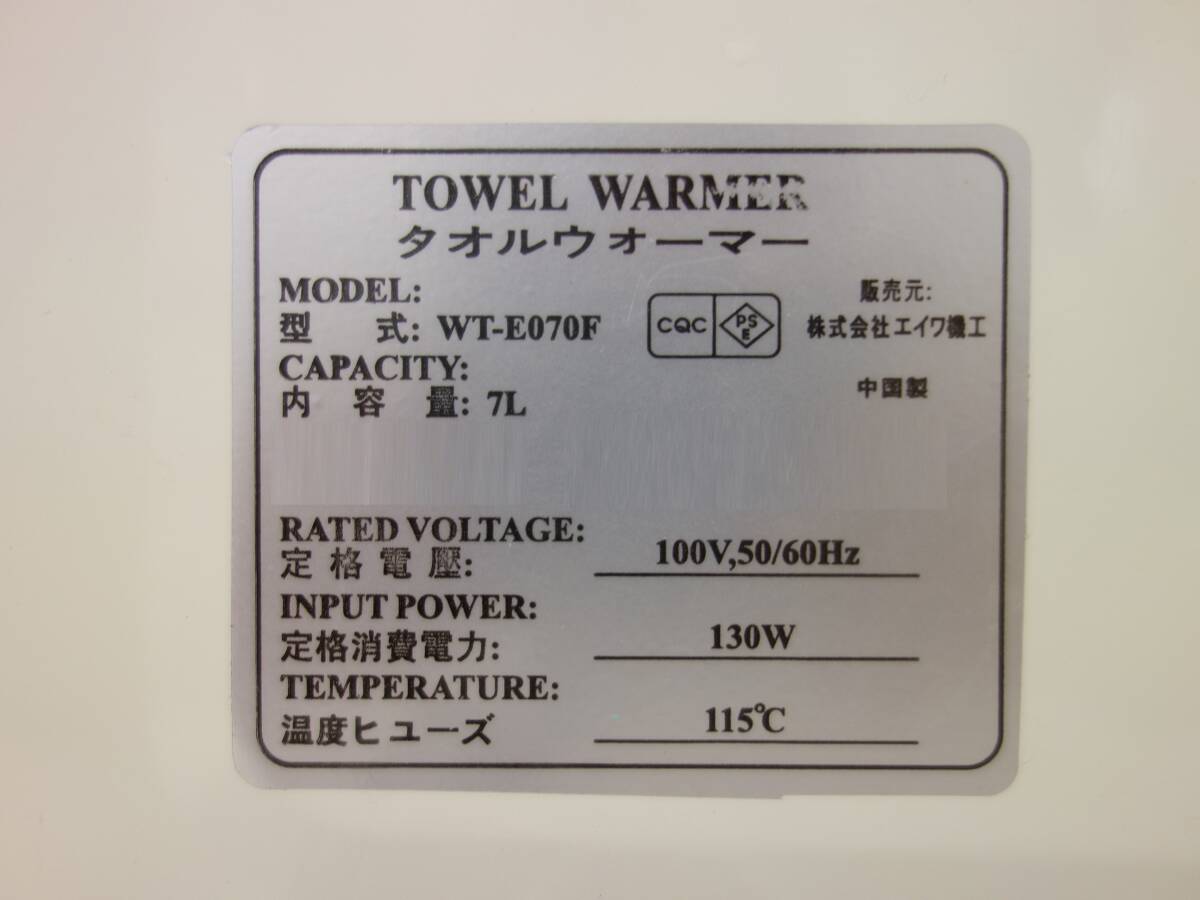 TOWEL WARMER
タオルウォーマー
MODEL:
型 式: WT-E070F
CAPACITY:
内 容 量: 7L
CQC
PS
E
販売元:
株式会社エイワ機工
中国製
RATED VOLTAGE:
定 格 電 壓: 100V,50/60Hz
INPUT POWER:
定格消費電力: 130W
TEMPERATURE:
温度ヒューズ 115℃